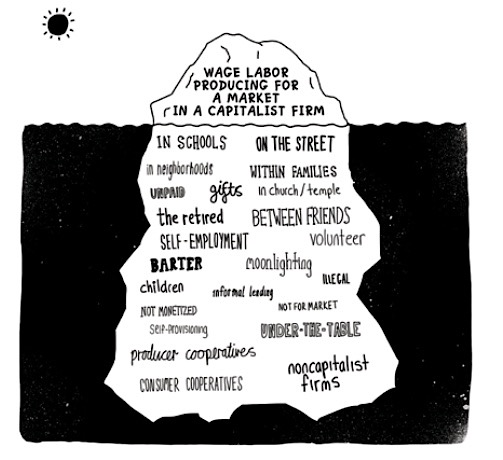 WAGE LABOR
PRODUCING FOR
A MARKET
IN A CAPITALIST FIRM
IN SCHOOLS ON THE STREET
in neighborhoods WITHIN FAMILIES
UNPAID gifts in church/temple
the retired BETWEEN FRIENDS
SELF-EMPLOYMENT volunteer
BARTER moonlighting
children informal lending ILLEGAL
NOT MONETIZED NOT FOR MARKET
self-provisioning UNDER-THE-TABLE
producer cooperatives
CONSUMER COOPERATIVES noncapitalist
firms